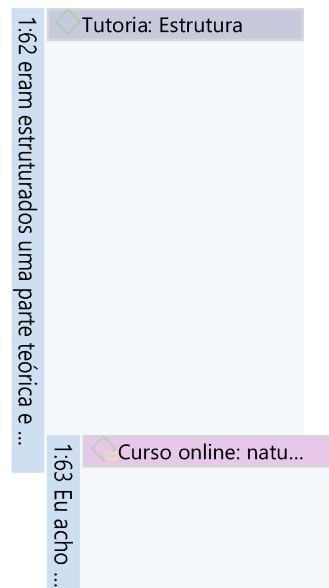 Tutoria: Estrutura
1:62 eram estruturados uma parte teórica e ...
Curso online: natu...
1:63 Eu acho ...